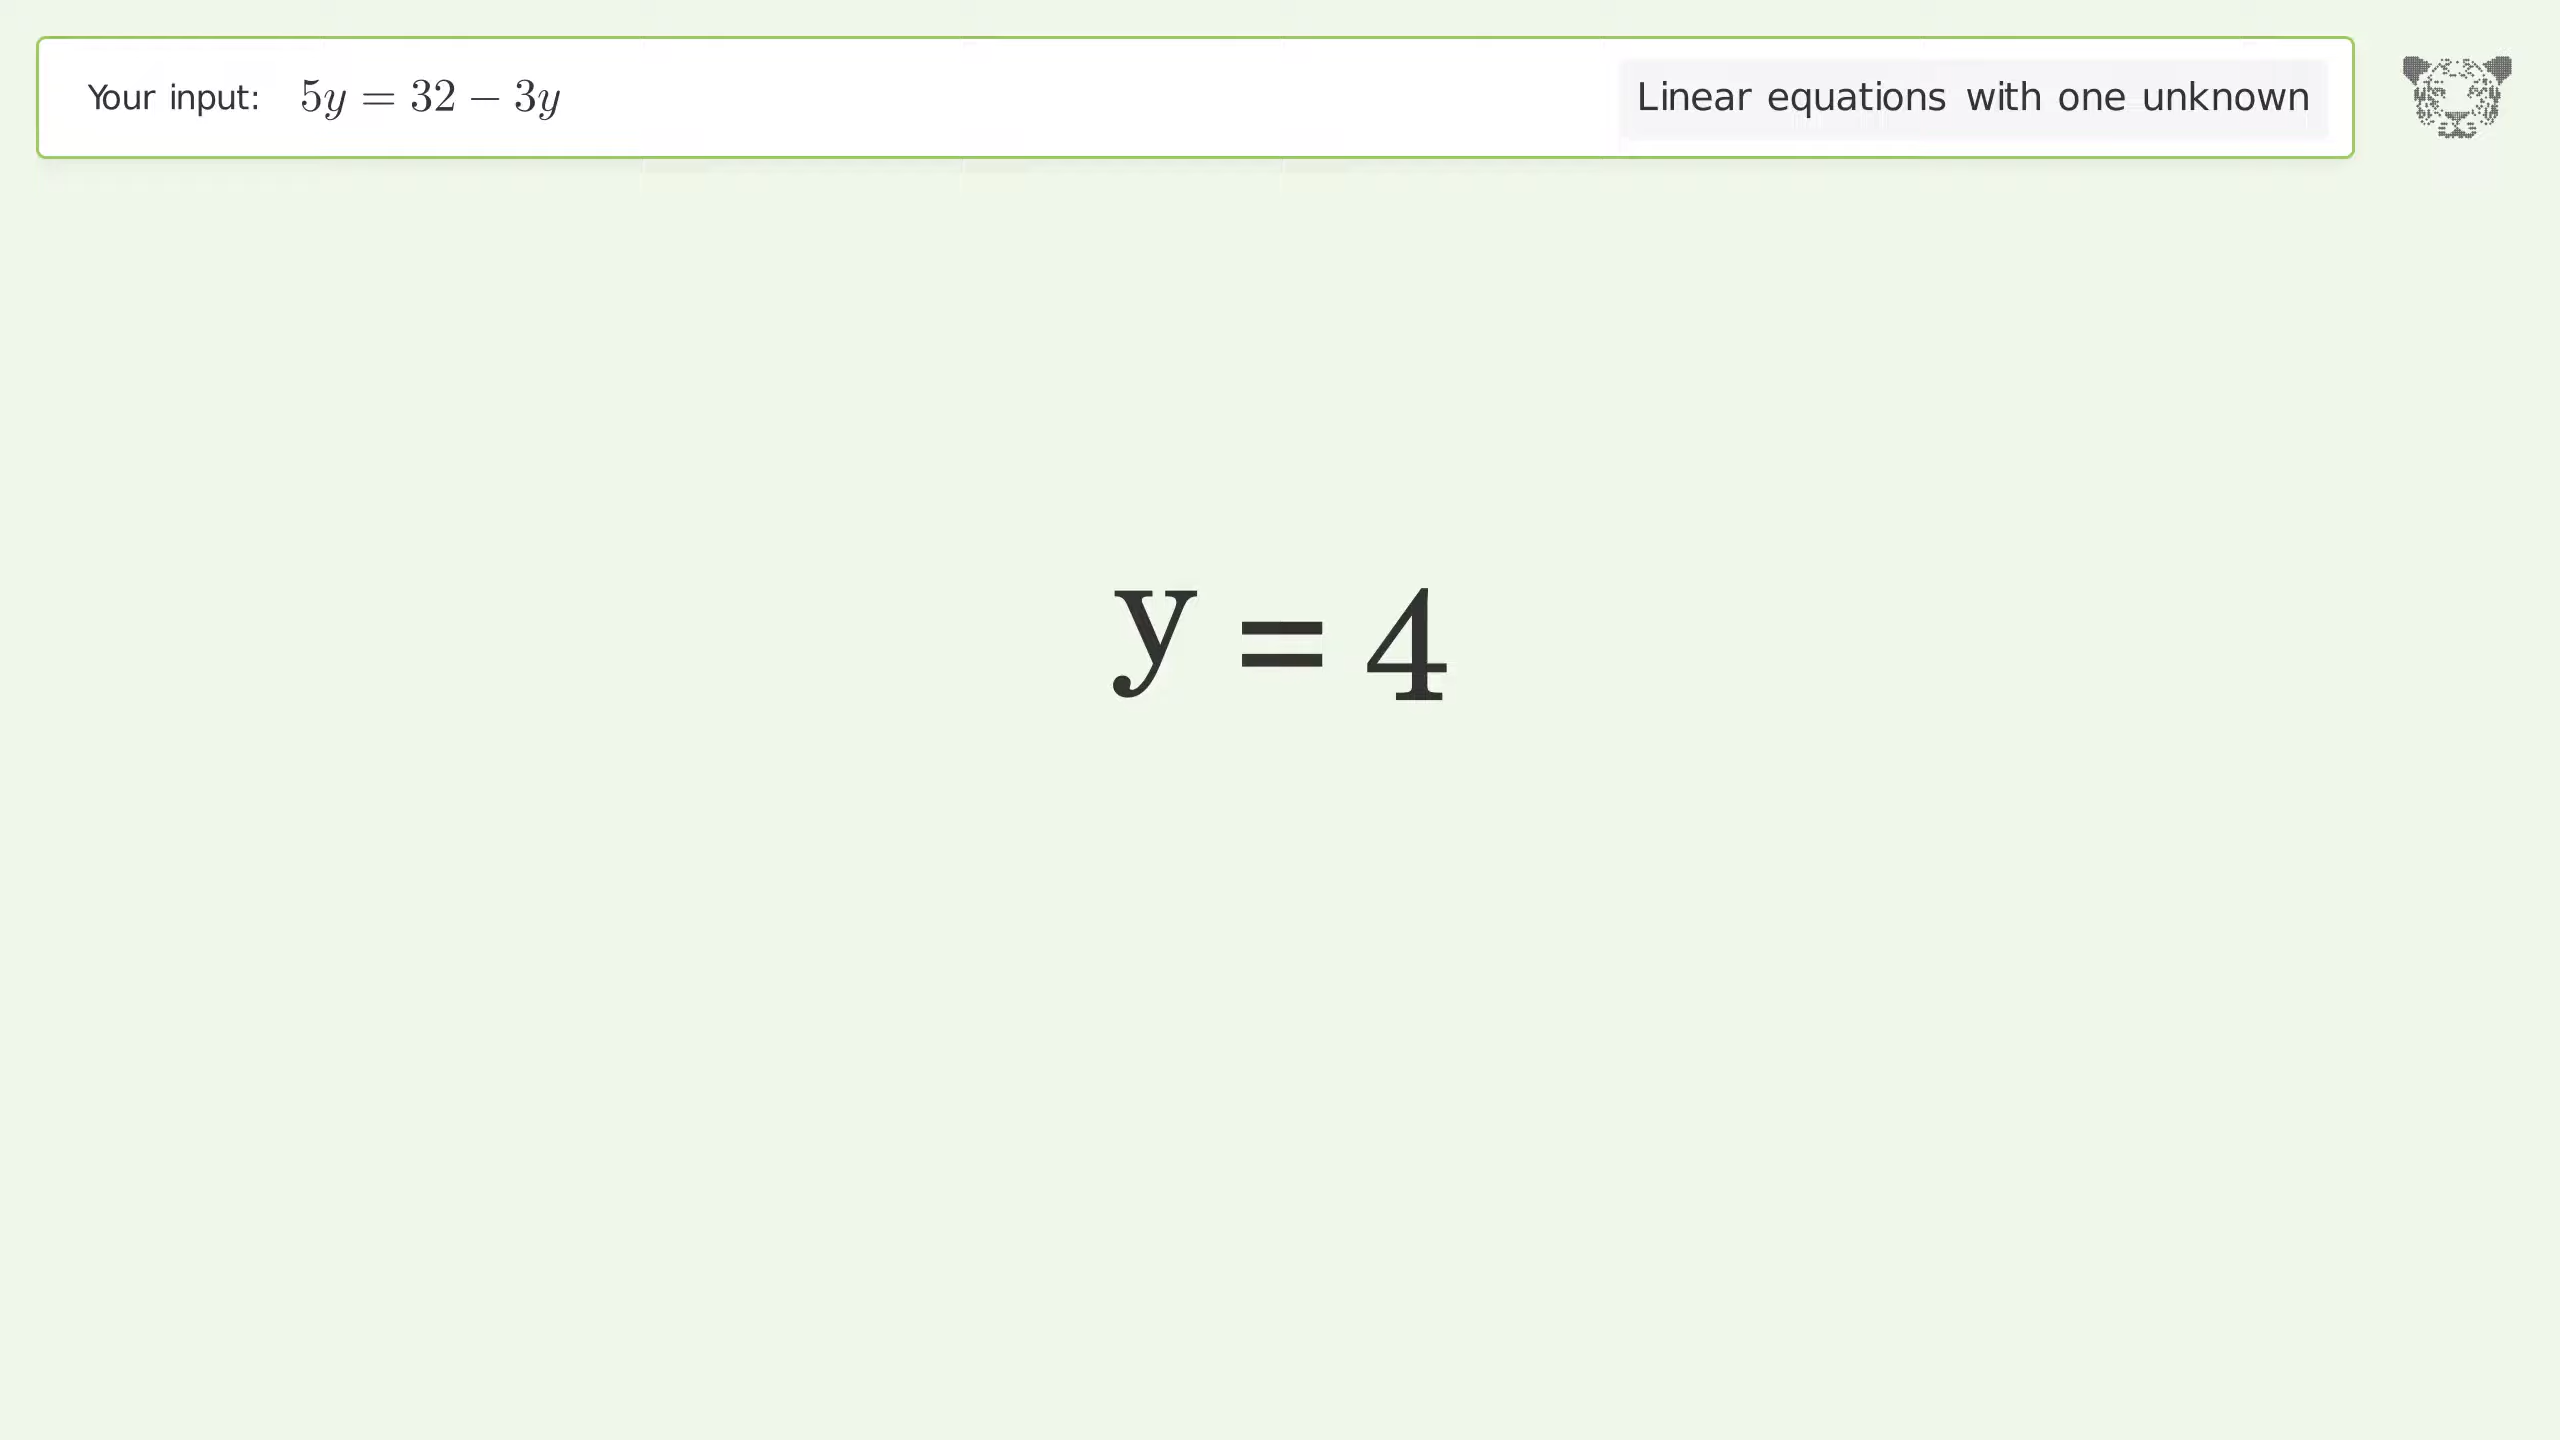 Your input: 5y = 32 − 3y
Linear equations with one unknown
y = 4